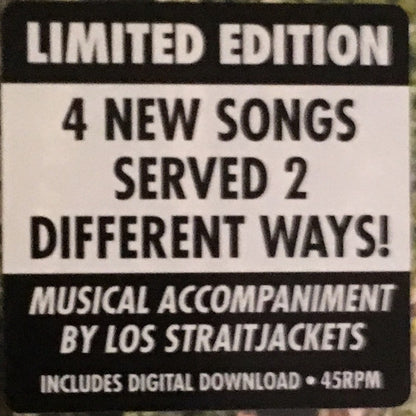 LIMITED EDITION
4 NEW SONGS
SERVED 2
DIFFERENT WAYS!
MUSICAL ACCOMPANIMENT
BY LOS STRAITJACKETS
INCLUDES DIGITAL DOWNLOAD • 45RPM